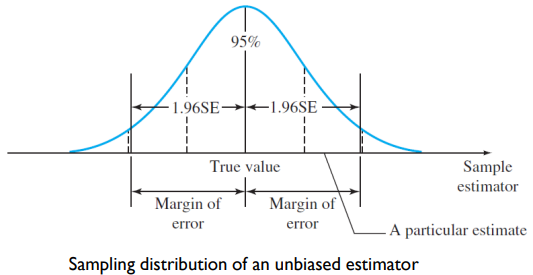 95%
1.96SE
1.96SE
True value
Sample
estimator
Margin of
error
Margin of
error
A particular estimate
Sampling distribution of an unbiased estimator